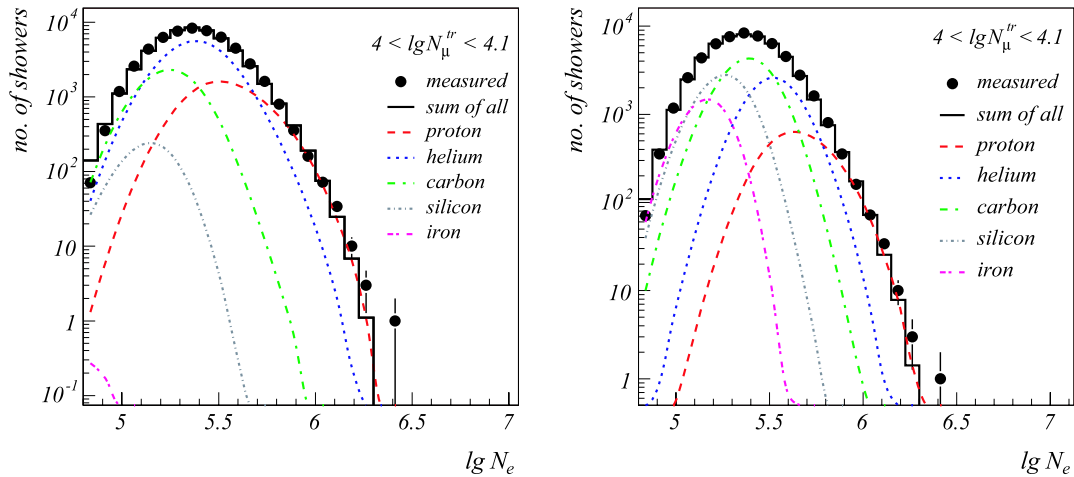 no. of showers
10^4
10^3
10^2
10
1
10^-1
4 < lgN_μ^tr < 4.1
measured
sum of all
proton
helium
carbon
silicon
iron
5
5.5
6
6.5
7
lg N_e
no. of showers
10^4
10^3
10^2
10
1
4 < lgN_μ^tr < 4.1
measured
sum of all
proton
helium
carbon
silicon
iron
5
5.5
6
6.5
7
lg N_e